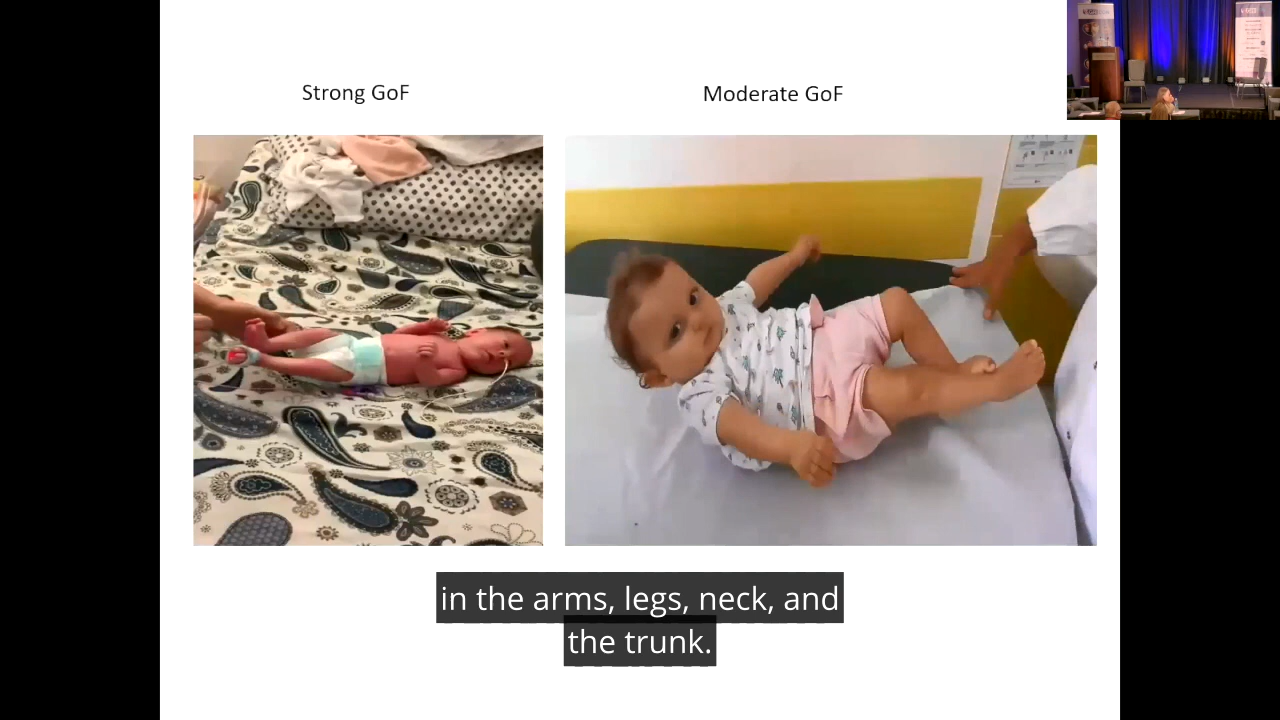 Strong GoF
Moderate GoF
in the arms, legs, neck, and
the trunk.